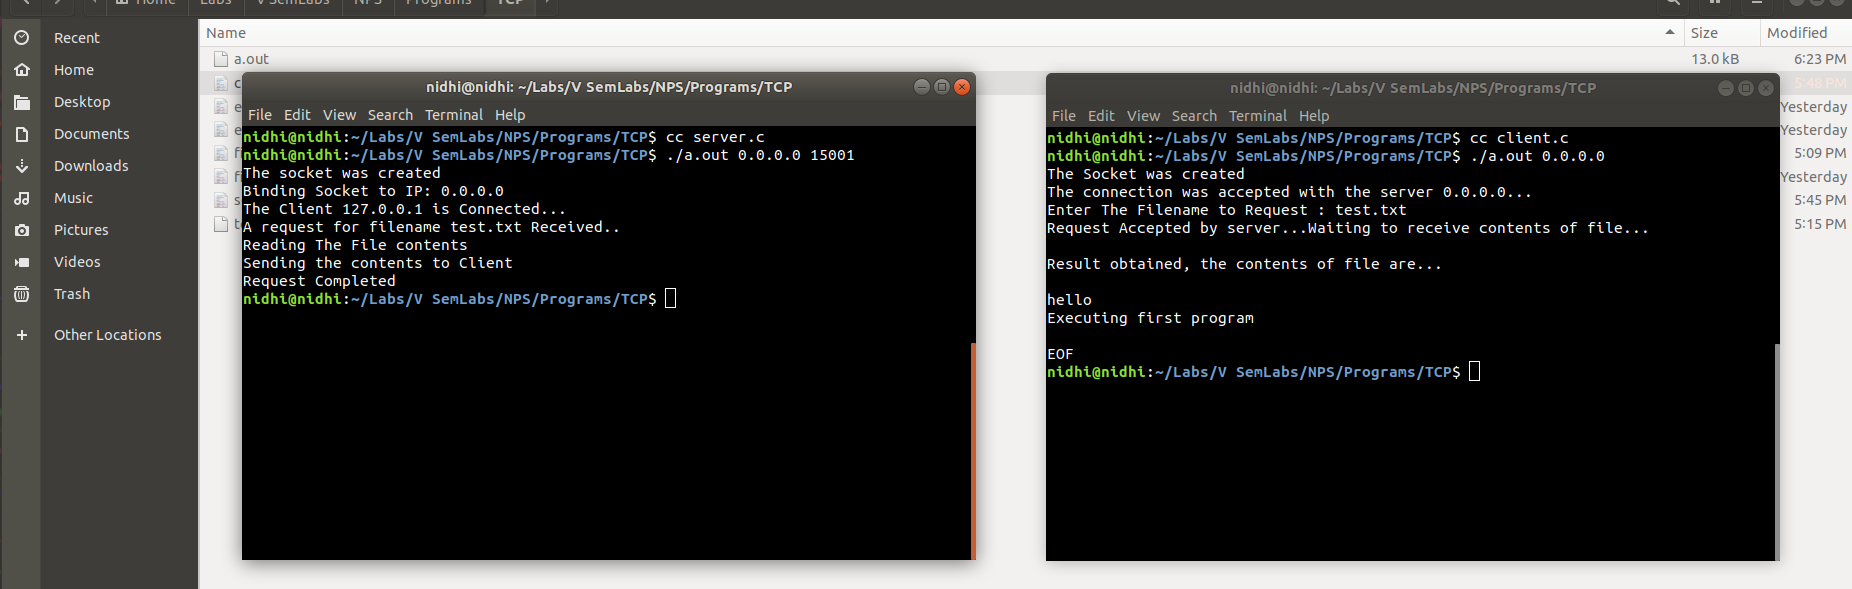 Home Labs V SemLabs NPS Programs TCP
Recent
Home
Desktop
Documents
Downloads
Music
Pictures
Videos
Trash
Other Locations
Name Size Modified
a.out 13.0 kB 6:23 PM
5:48 PM
Yesterday
Yesterday
5:09 PM
Yesterday
5:45 PM
5:15 PM
nidhi@nidhi: ~/Labs/V SemLabs/NPS/Programs/TCP
File Edit View Search Terminal Help
nidhi@nidhi:~/Labs/V SemLabs/NPS/Programs/TCP$ cc server.c
nidhi@nidhi:~/Labs/V SemLabs/NPS/Programs/TCP$ ./a.out 0.0.0.0 15001
The socket was created
Binding Socket to IP: 0.0.0.0
The Client 127.0.0.1 is Connected...
A request for filename test.txt Received..
Reading The File contents
Sending the contents to Client
Request Completed
nidhi@nidhi:~/Labs/V SemLabs/NPS/Programs/TCP$
nidhi@nidhi: ~/Labs/V SemLabs/NPS/Programs/TCP
File Edit View Search Terminal Help
nidhi@nidhi:~/Labs/V SemLabs/NPS/Programs/TCP$ cc client.c
nidhi@nidhi:~/Labs/V SemLabs/NPS/Programs/TCP$ ./a.out 0.0.0.0
The Socket was created
The connection was accepted with the server 0.0.0.0...
Enter The Filename to Request : test.txt
Request Accepted by server...Waiting to receive contents of file...
Result obtained, the contents of file are...
hello
Executing first program
EOF
nidhi@nidhi:~/Labs/V SemLabs/NPS/Programs/TCP$